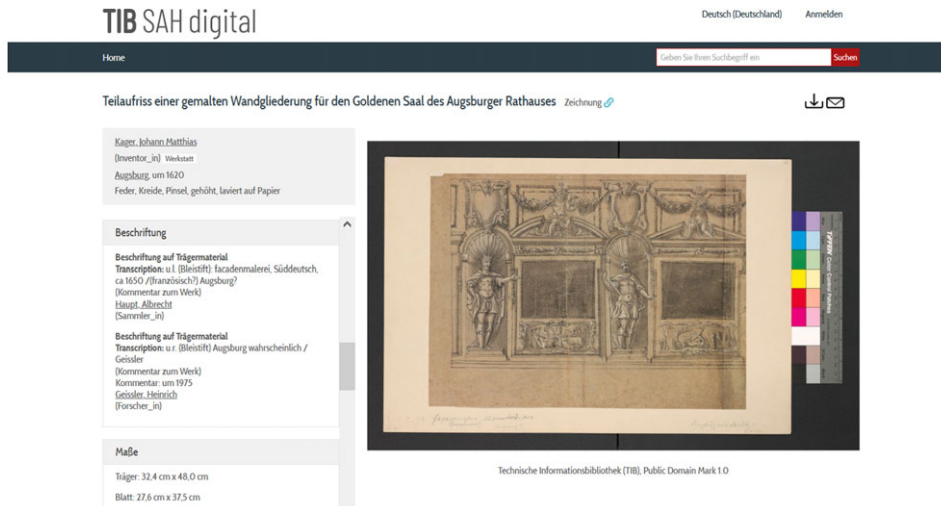 TIB SAH digital
Deutsch (Deutschland) Anmelden
Home
Geben Sie Ihren Suchbegriff ein Suchen
Teilaufriss einer gemalten Wandgliederung für den Goldenen Saal des Augsburger Rathauses Zeichnung
Kager, Johann Matthias
(Inventor_in) Werkstatt
Augsburg, um 1620
Feder, Kreide, Pinsel, gehöht, laviert auf Papier
Beschriftung
Beschriftung auf Trägermaterial
Transcription: u.l. (Bleistift): facadenmalerei, Süddeutsch,
ca 1650 /(französisch?) Augsburg?
(Kommentar zum Werk)
Haupt, Albrecht
(Sammler_in)
Beschriftung auf Trägermaterial
Transcription: u.r. (Bleistift) Augsburg wahrscheinlich /
Geissler
(Kommentar zum Werk)
Kommentar: um 1975
Geissler, Heinrich
(Forscher_in)
Maße
Träger: 32,4 cm x 48,0 cm
Blatt: 27,6 cm x 37,5 cm
TIFFEN Color Control Patches
Technische Informationsbibliothek (TIB), Public Domain Mark 1.0